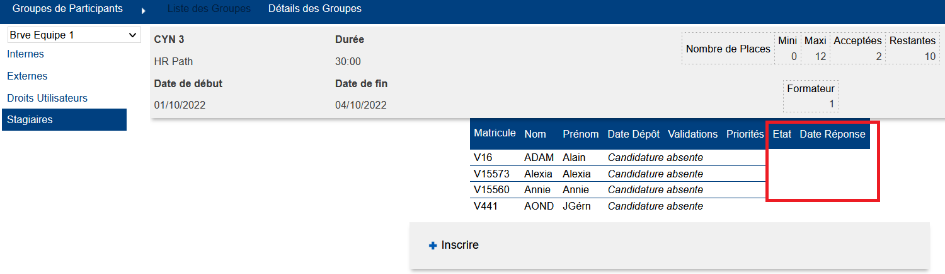 Groupes de Participants Liste des Groupes Détails des Groupes
Brve Equipe 1
Internes
Externes
Droits Utilisateurs
Stagiaires
CYN 3 Durée
HR Path 30:00
Date de début Date de fin
01/10/2022 04/10/2022
Nombre de Places Mini Maxi Acceptées Restantes
0 12 2 10
Formateur
1
Matricule Nom Prénom Date Dépôt Validations Priorités Etat Date Réponse
V16 ADAM Alain Candidature absente
V15573 Alexia Alexia Candidature absente
V15560 Annie Annie Candidature absente
V441 AOND JGérn Candidature absente
+ Inscrire